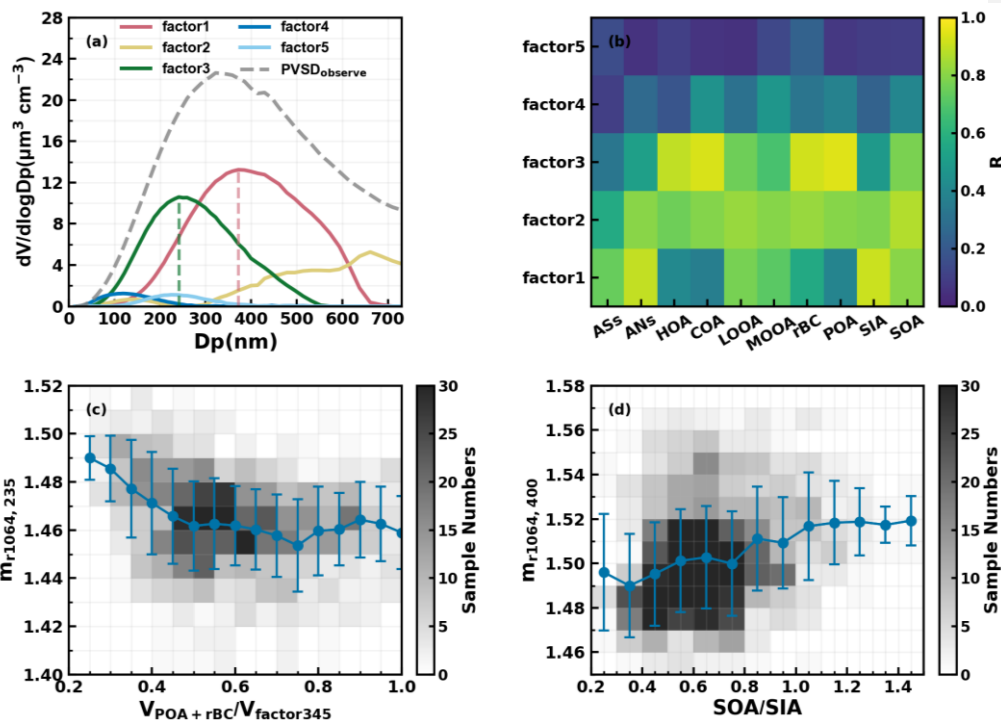 (a)
factor1
factor2
factor3
factor4
factor5
PVSDobserve
28
24
20
16
12
8
4
0
dV/dlogDp(μm³ cm⁻³)
0 100 200 300 400 500 600 700
Dp(nm)
(b)
factor5
factor4
factor3
factor2
factor1
ASs ANs HOA COA LOOA MOOA rBC POA SIA SOA
1.0
0.8
0.6
0.4
0.2
0.0
R
(c)
1.52
1.50
1.48
1.46
1.44
1.42
1.40
mr1064, 235
0.2 0.4 0.6 0.8 1.0
VPOA + rBC/Vfactor345
30
25
20
15
10
5
0
Sample Numbers
(d)
1.58
1.56
1.54
1.52
1.50
1.48
1.46
mr1064, 400
0.2 0.4 0.6 0.8 1.0 1.2 1.4
SOA/SIA
30
25
20
15
10
5
0
Sample Numbers